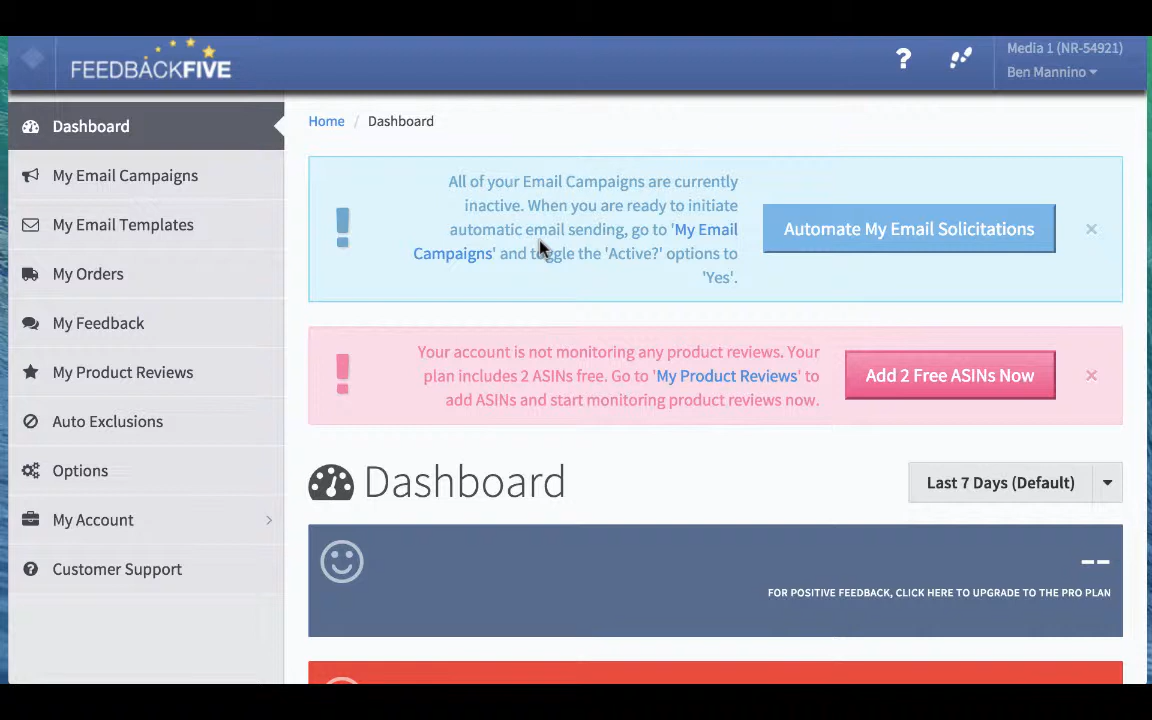 FEEDBACKFIVE
?
Media 1 (NR-54921)
Ben Mannino
Dashboard
My Email Campaigns
My Email Templates
My Orders
My Feedback
My Product Reviews
Auto Exclusions
Options
My Account
Customer Support
Home / Dashboard
!
All of your Email Campaigns are currently
inactive. When you are ready to initiate
automatic email sending, go to 'My Email
Campaigns' and toggle the 'Active?' options to
'Yes'.
Automate My Email Solicitations
×
!
Your account is not monitoring any product reviews. Your
plan includes 2 ASINs free. Go to 'My Product Reviews' to
add ASINs and start monitoring product reviews now.
Add 2 Free ASINs Now
×
Dashboard
Last 7 Days (Default)
--
FOR POSITIVE FEEDBACK, CLICK HERE TO UPGRADE TO THE PRO PLAN